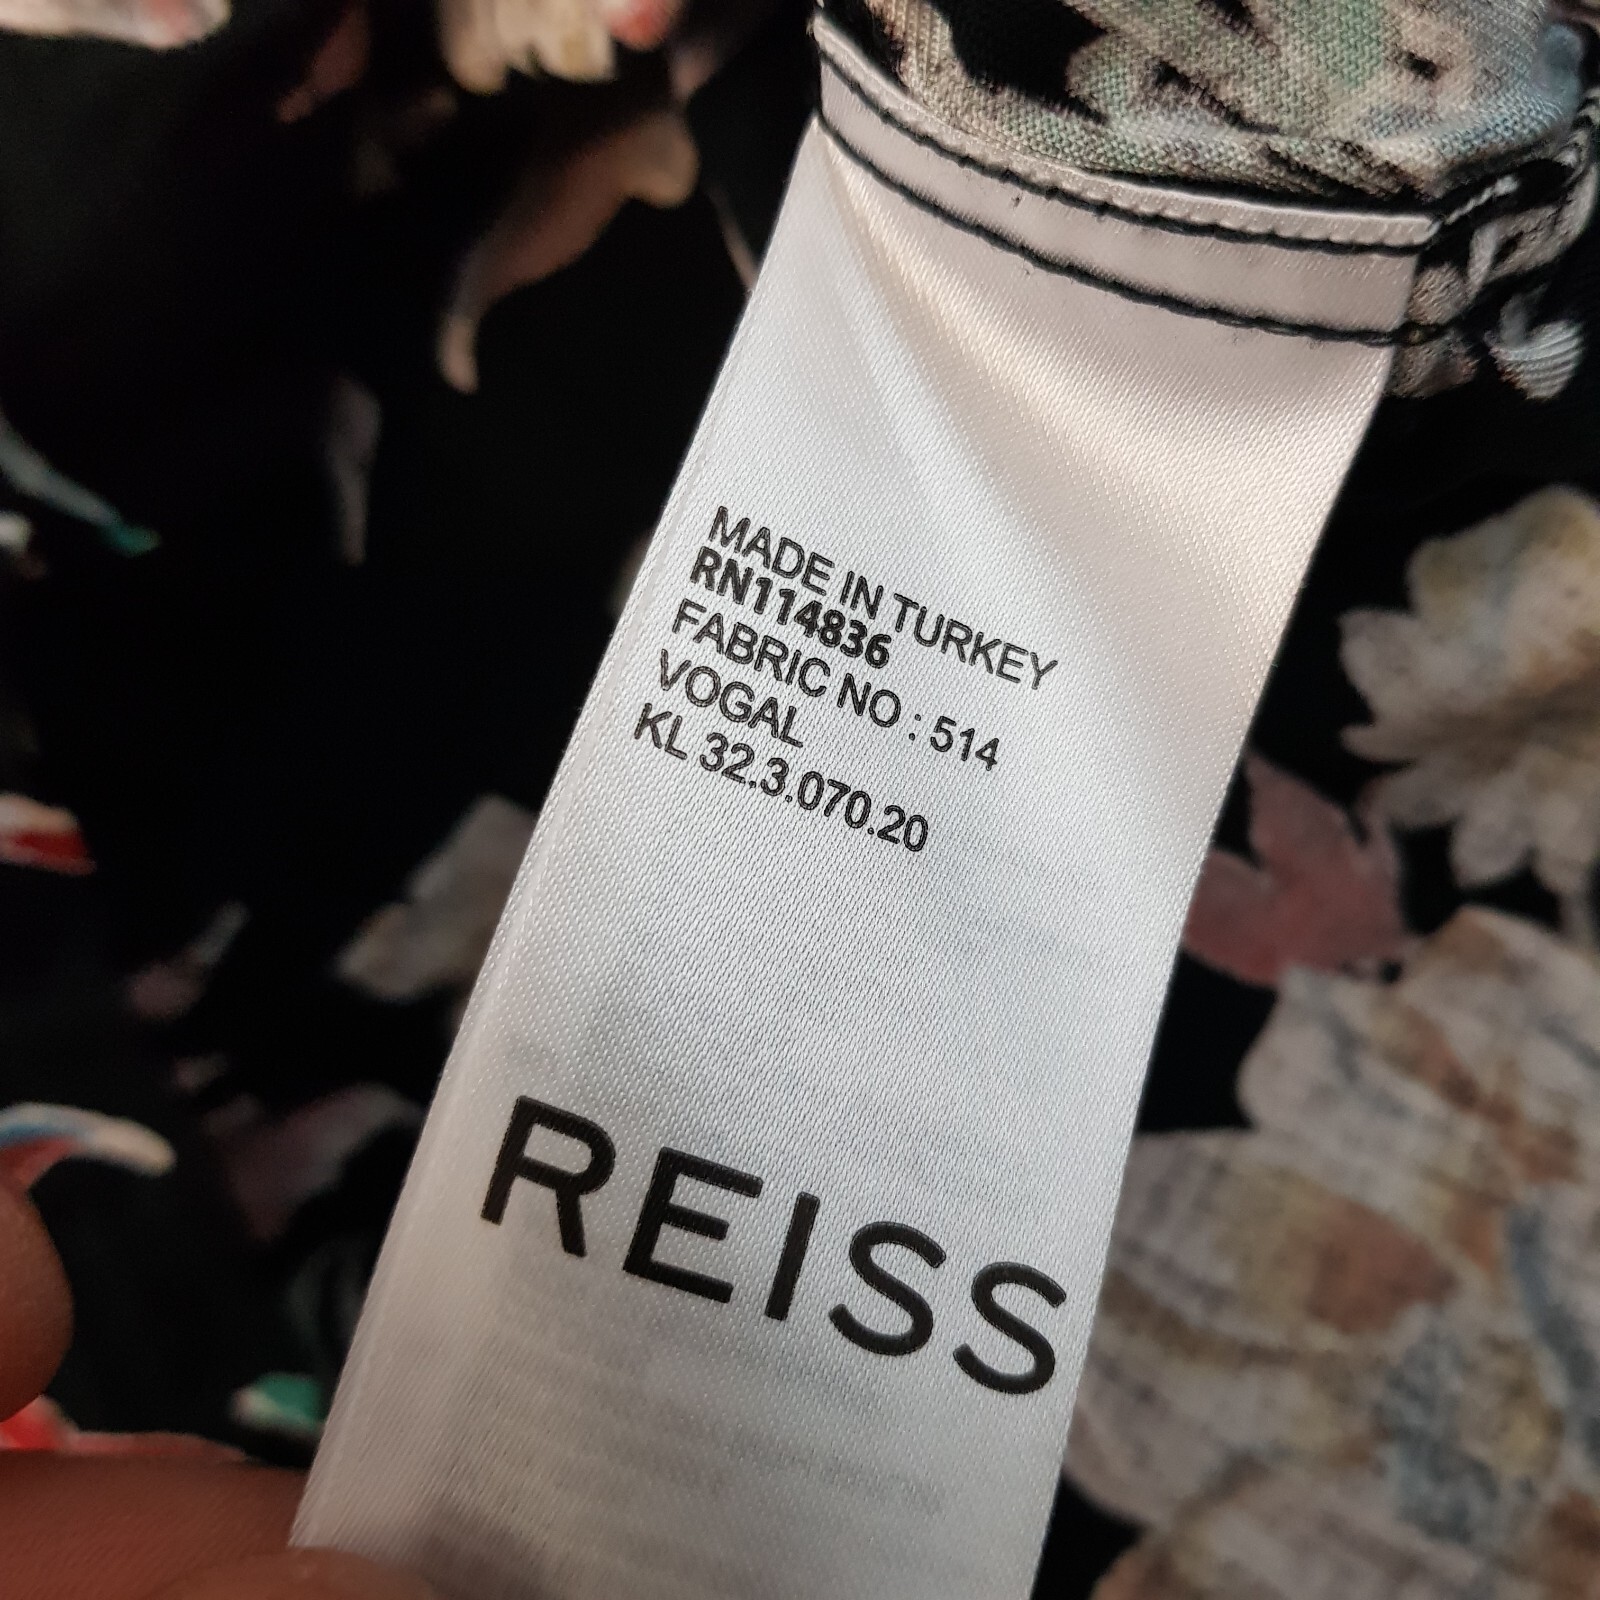 MADE IN TURKEY
RN114836
FABRIC NO : 514
VOGAL
KL 32.3.070.20
REISS